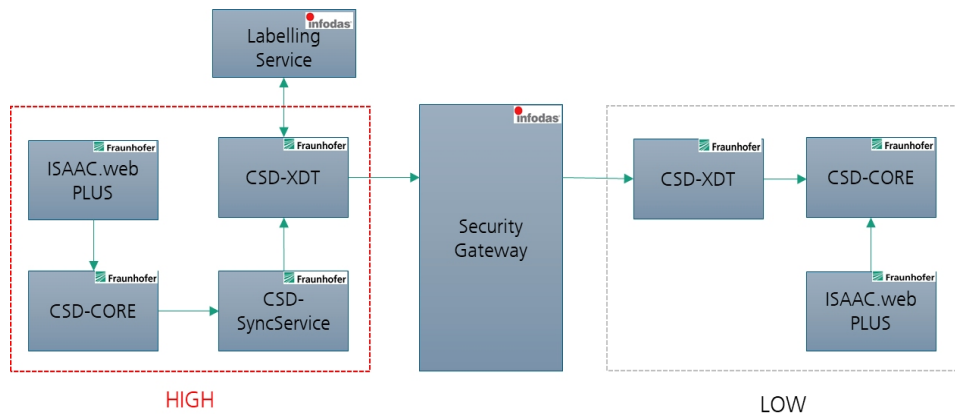 infodas
Labelling
Service
Fraunhofer
ISAAC.web
PLUS
Fraunhofer
CSD-XDT
infodas
Security
Gateway
Fraunhofer
CSD-XDT
Fraunhofer
CSD-CORE
Fraunhofer
CSD-CORE
Fraunhofer
CSD-
SyncService
Fraunhofer
ISAAC.web
PLUS
HIGH
LOW